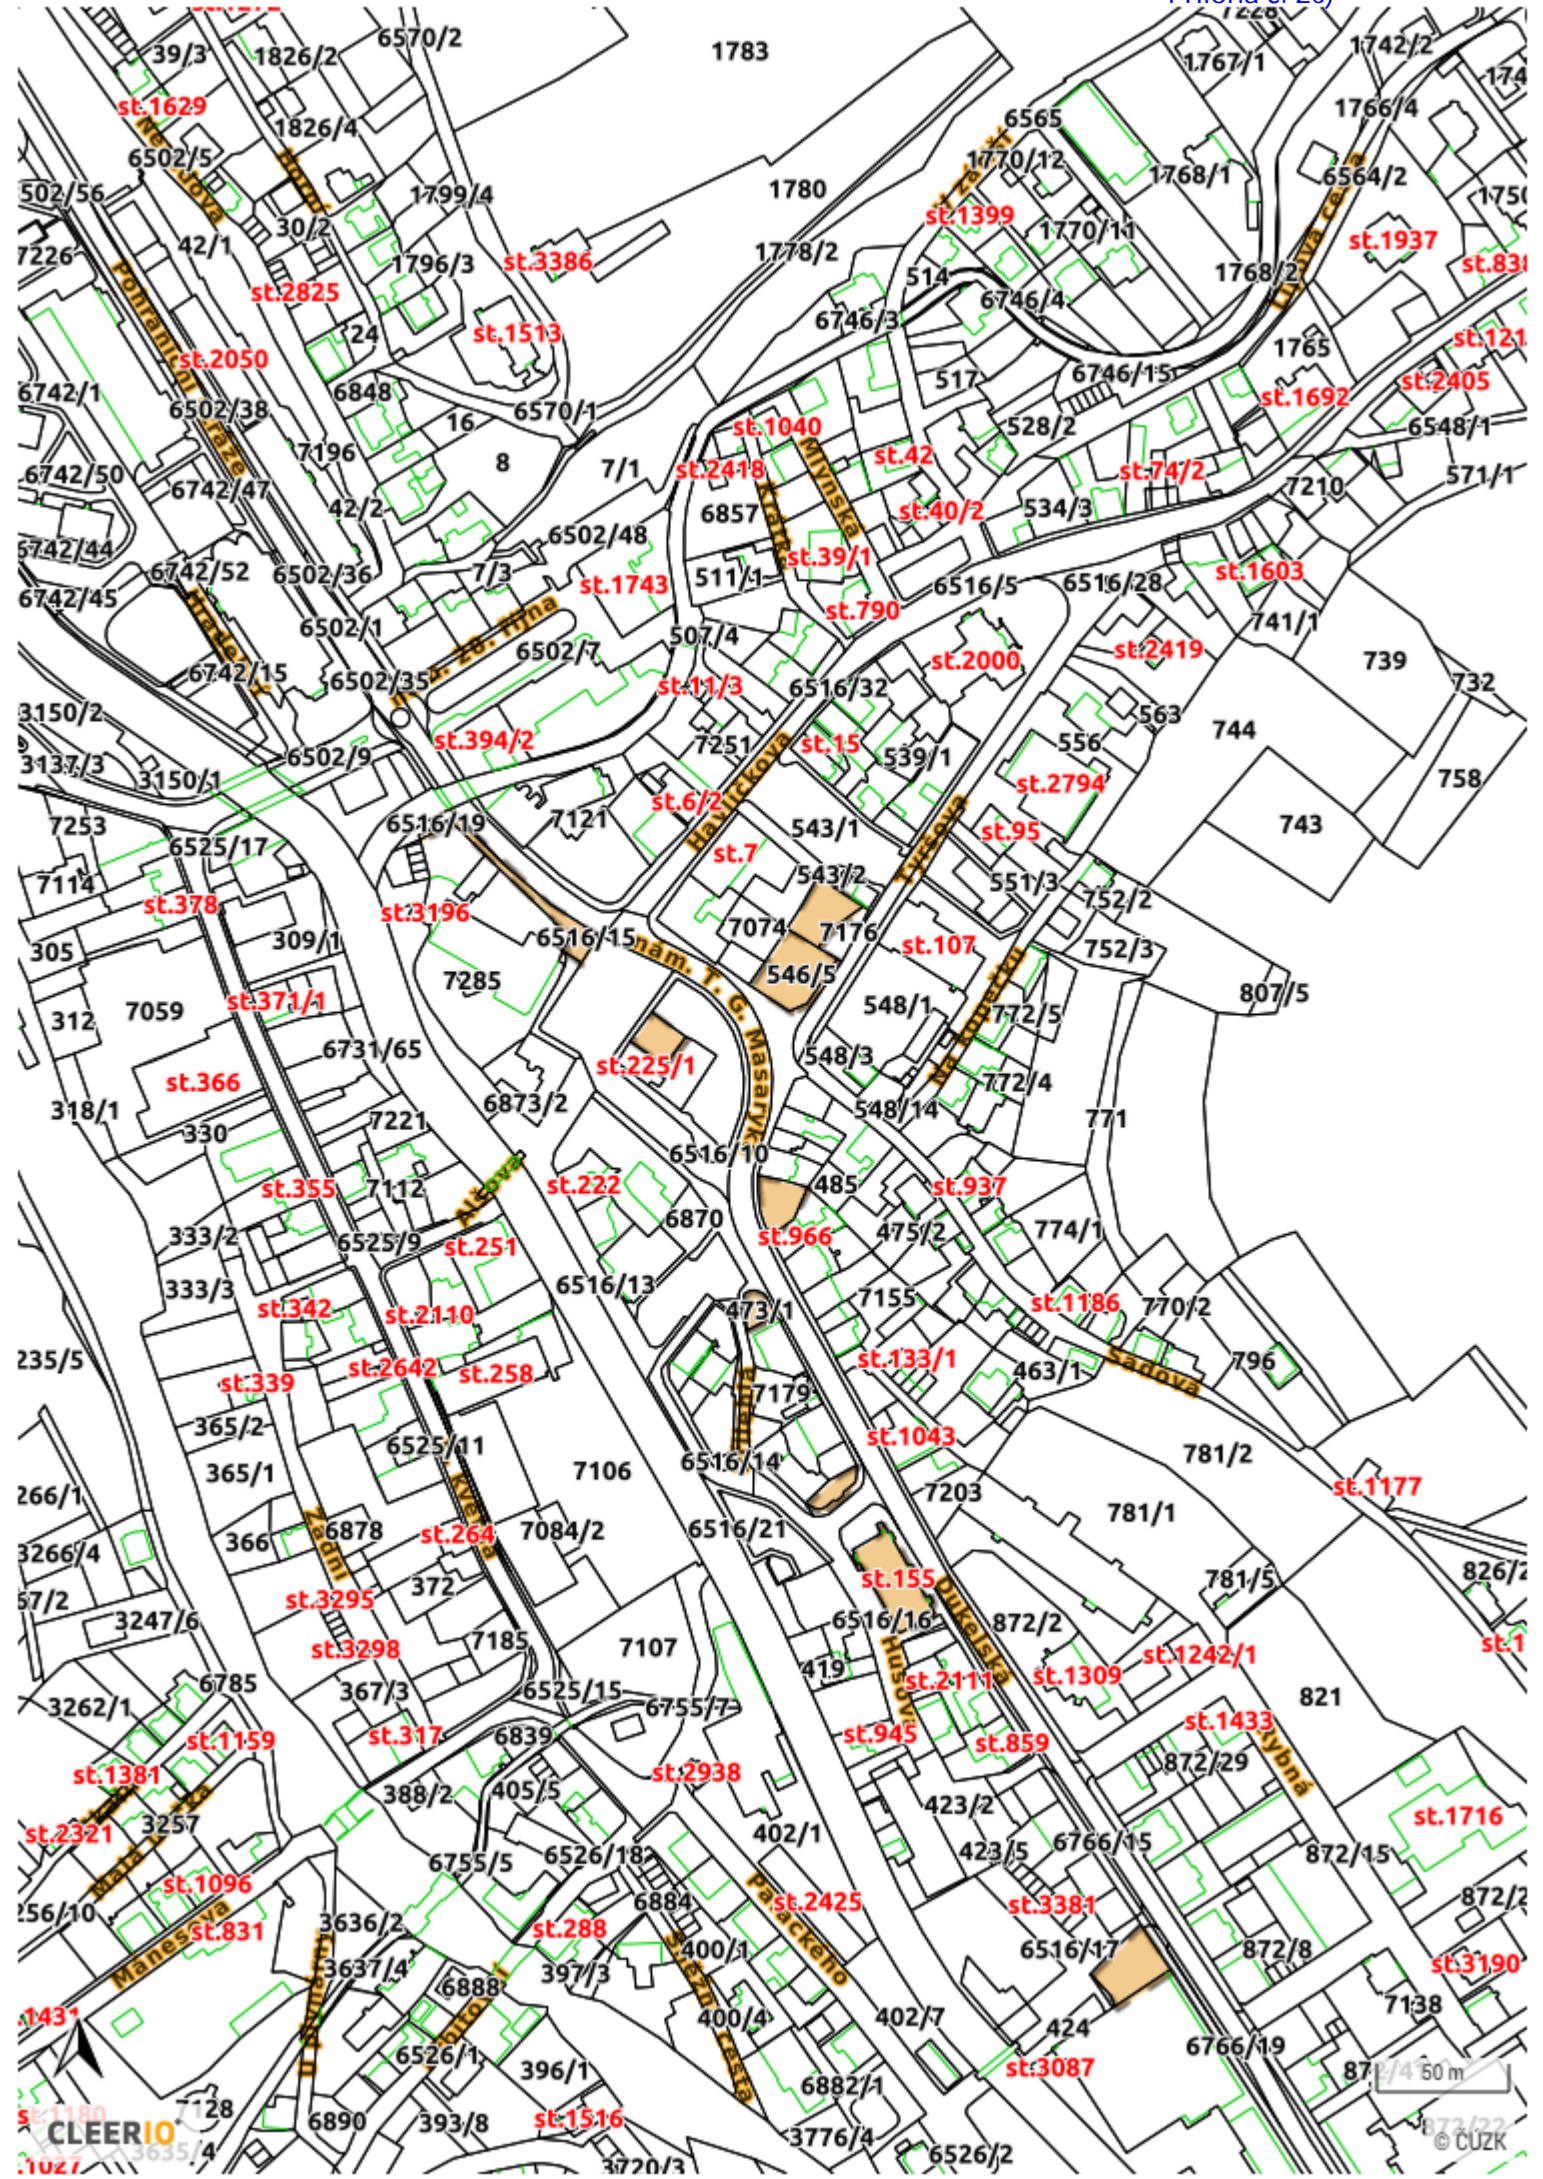 39/3
1826/2
6570/2
1783
7228
1767/1
1742/2
st.1629
1826/4
6565
1766/4
6502/5
1770/12
1768/1
6564/2
502/56
30/2
1799/4
1780
st.1399
1770/11
7226
42/1
1796/3
st.3386
1778/2
514
1768/2
st.1937
st.2825
6746/4
24
st.1513
6746/3
1765
st.2050
6742/1
6848
517
6746/15
st.1692
st.2405
6502/38
16
6570/1
st.1040
528/2
6548/1
7196
8
7/1
st.2418
Mlýnská
st.42
st.74/2
6742/50
6742/47
42/2
6857
Krátká
st.40/2
534/3
7210
571/1
6742/44
6502/48
6742/52
6502/36
7/3
st.1743
511/1
st.39/1
6516/5
6516/28
st.1603
6742/45
6502/1
nám. 28. října
st.790
741/1
507/4
6502/7
st.2000
st.2419
739
6742/15
6502/35
st.11/3
6516/32
732
3150/2
563
744
st.394/2
7251
st.15
539/1
556
3137/3
3150/1
6502/9
Havlíčkova
st.2794
758
st.6/2
7253
6516/19
7121
543/1
Tyršova
st.95
743
6525/17
st.7
7114
543/2
551/3
752/2
st.378
st.3196
305
309/1
6516/15
nám. T. G. Masaryka
7074
7176
st.107
752/3
7285
546/5
Na kopečku
807/5
312
7059
st.371/1
548/1
772/5
6731/65
548/3
st.366
st.225/1
772/4
318/1
6873/2
548/14
771
330
7221
6516/10
st.355
7112
Alšova
st.222
485
st.937
333/2
6525/9
st.251
6870
st.966
475/2
774/1
333/3
6516/13
st.342
st.2110
473/1
7155
st.1186
770/2
235/5
st.2642
st.258
st.133/1
Sadová
796
st.339
7179
463/1
365/2
6525/11
st.1043
781/2
365/1
7106
6516/14
266/1
7203
781/1
st.1177
Zadní
366
6878
st.264
7084/2
6516/21
3266/4
372
st.155
Dukelská
781/5
826/2
st.3295
3247/6
6516/16
872/2
st.3298
7185
7107
Husova
st.1242/1
419
st.2111
st.1309
6785
367/3
6525/15
6755/7
821
3262/1
st.317
6839
st.945
st.859
st.1433
Rybná
st.1159
st.1381
388/2
405/5
st.2938
872/29
st.2321
3257
402/1
423/2
st.1716
6755/5
6526/18
423/5
6766/15
872/15
st.1096
Palackého
st.2425
st.3381
256/10
st.831
3636/2
6884
Mánesova
st.288
400/1
6516/17
872/8
3637/4
6888
397/3
st.3190
.1431
400/4
402/7
424
7138
6526/1
396/1
6766/19
st.3087
50 m
st.1180
7128
6882/1
6890
393/8
st.1516
CLEERIO
3635/4
3776/4
6526/2
872/22
© ČÚZK
3720/3